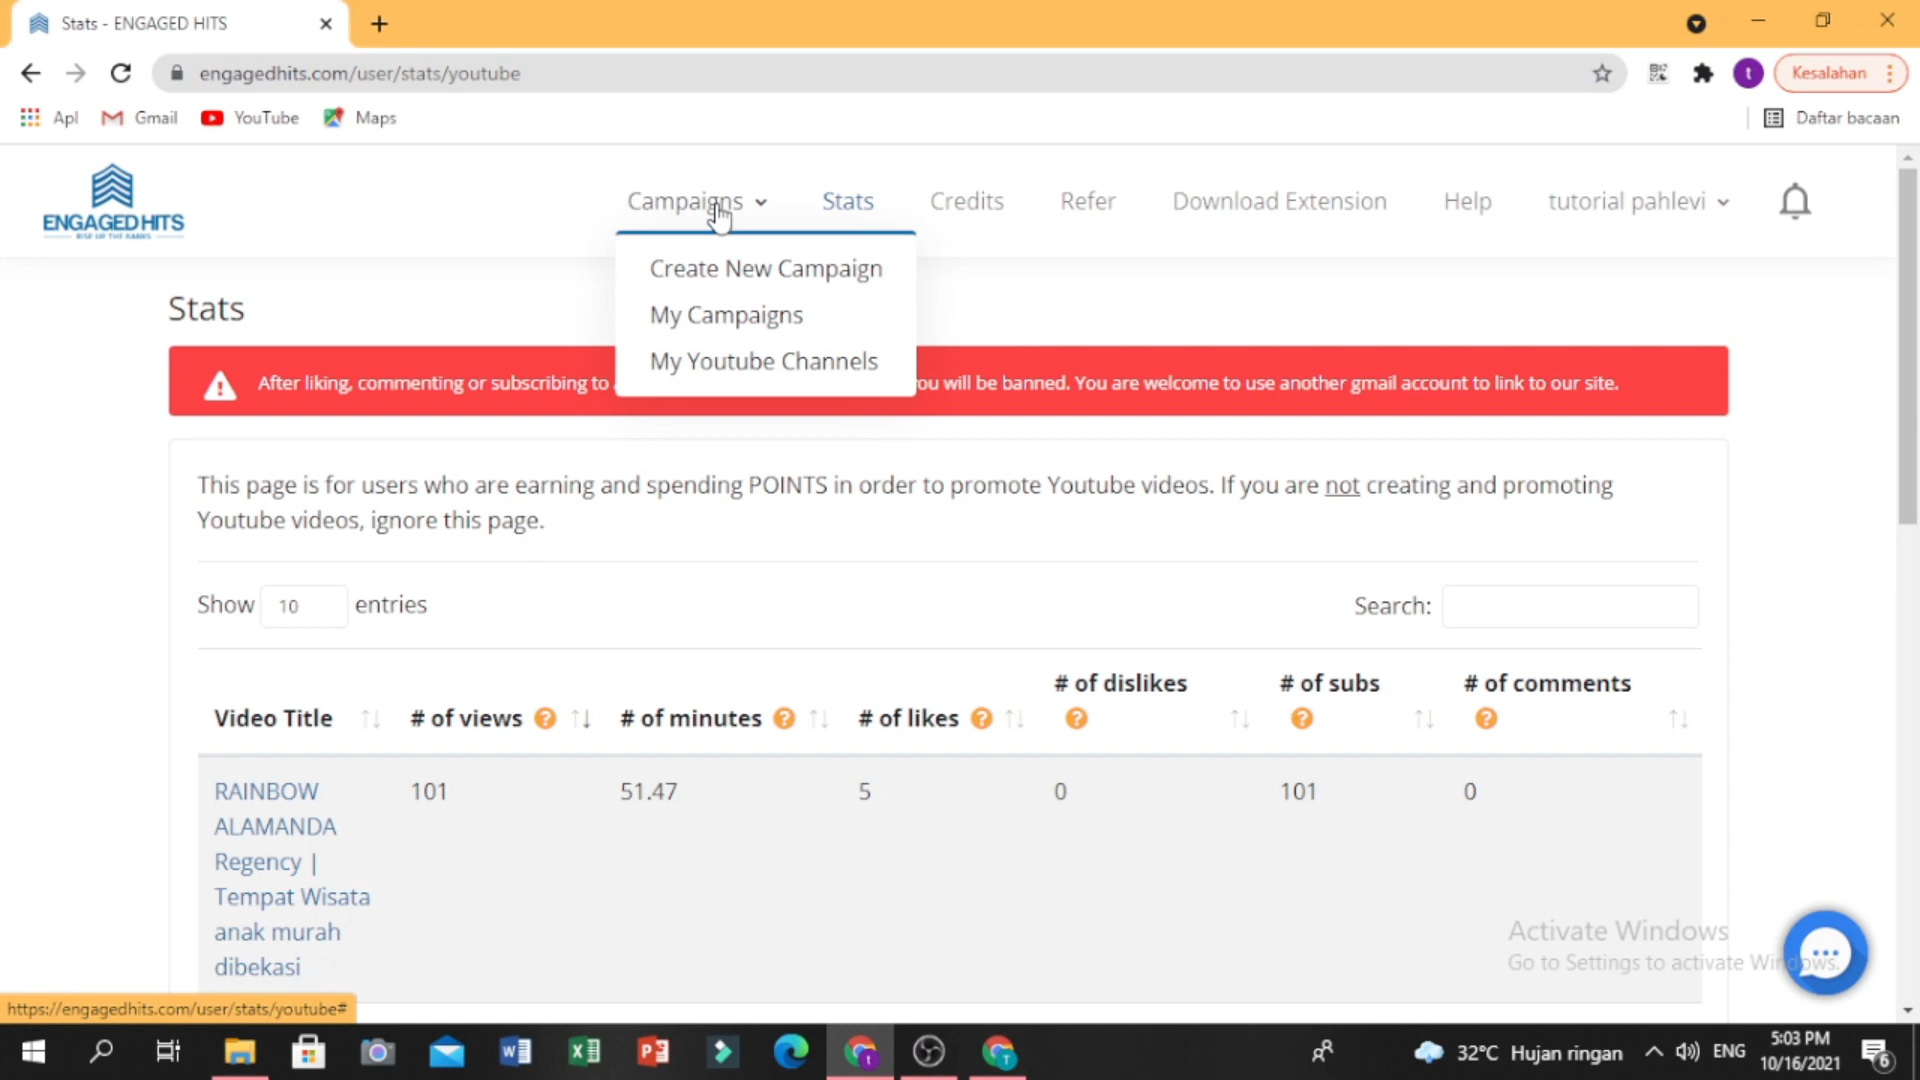 Stats - ENGAGED HITS
engagedhits.com/user/stats/youtube
t
Kesalahan
Apl
Gmail
YouTube
Maps
Daftar bacaan
ENGAGED HITS
RISE UP THE RANKS
Campaigns
Stats
Credits
Refer
Download Extension
Help
tutorial pahlevi
Create New Campaign
My Campaigns
My Youtube Channels
Stats
After liking, commenting or subscribing to
ou will be banned. You are welcome to use another gmail account to link to our site.
This page is for users who are earning and spending POINTS in order to promote Youtube videos. If you are not creating and promoting
Youtube videos, ignore this page.
Show 10 entries
Search:
Video Title
# of views ?
# of minutes ?
# of likes ?
# of dislikes ?
# of subs ?
# of comments ?
RAINBOW
ALAMANDA
Regency |
Tempat Wisata
anak murah
dibekasi
101
51.47
5
0
101
0
Activate Windows
Go to Settings to activate Windows.
https://engagedhits.com/user/stats/youtube#
32°C Hujan ringan
ENG
5:03 PM
10/16/2021
6